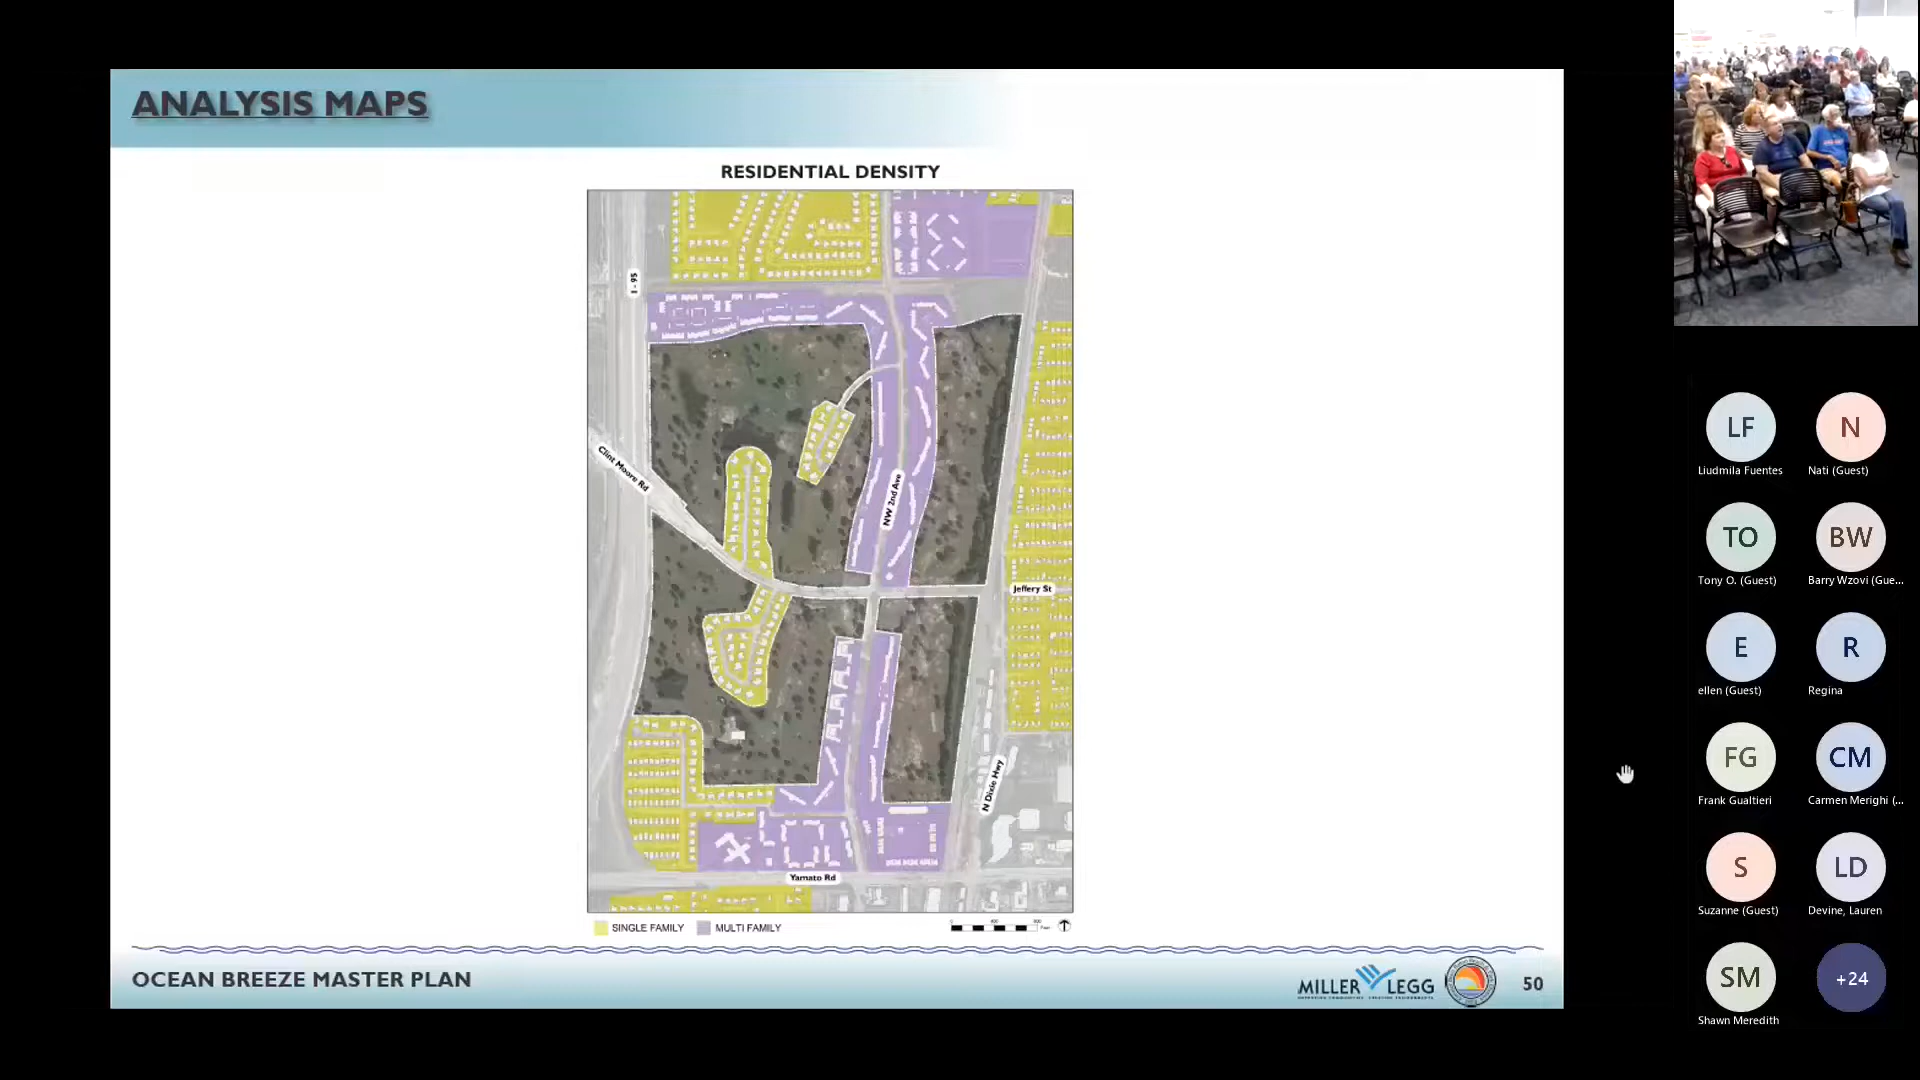 ANALYSIS MAPS
RESIDENTIAL DENSITY
I - 95
Clint Moore Rd
NW 2nd Ave
Jeffery St
N Dixie Hwy
Yamato Rd
SINGLE FAMILY
MULTI FAMILY
OCEAN BREEZE MASTER PLAN
MILLER LEGG
50
LF
N
Liudmila Fuentes
Nati (Guest)
TO
BW
Tony O. (Guest)
Barry Wzovi (Gue...
E
R
ellen (Guest)
Regina
FG
CM
Frank Gualtieri
Carmen Merighi (...
S
LD
Suzanne (Guest)
Devine, Lauren
SM
+24
Shawn Meredith